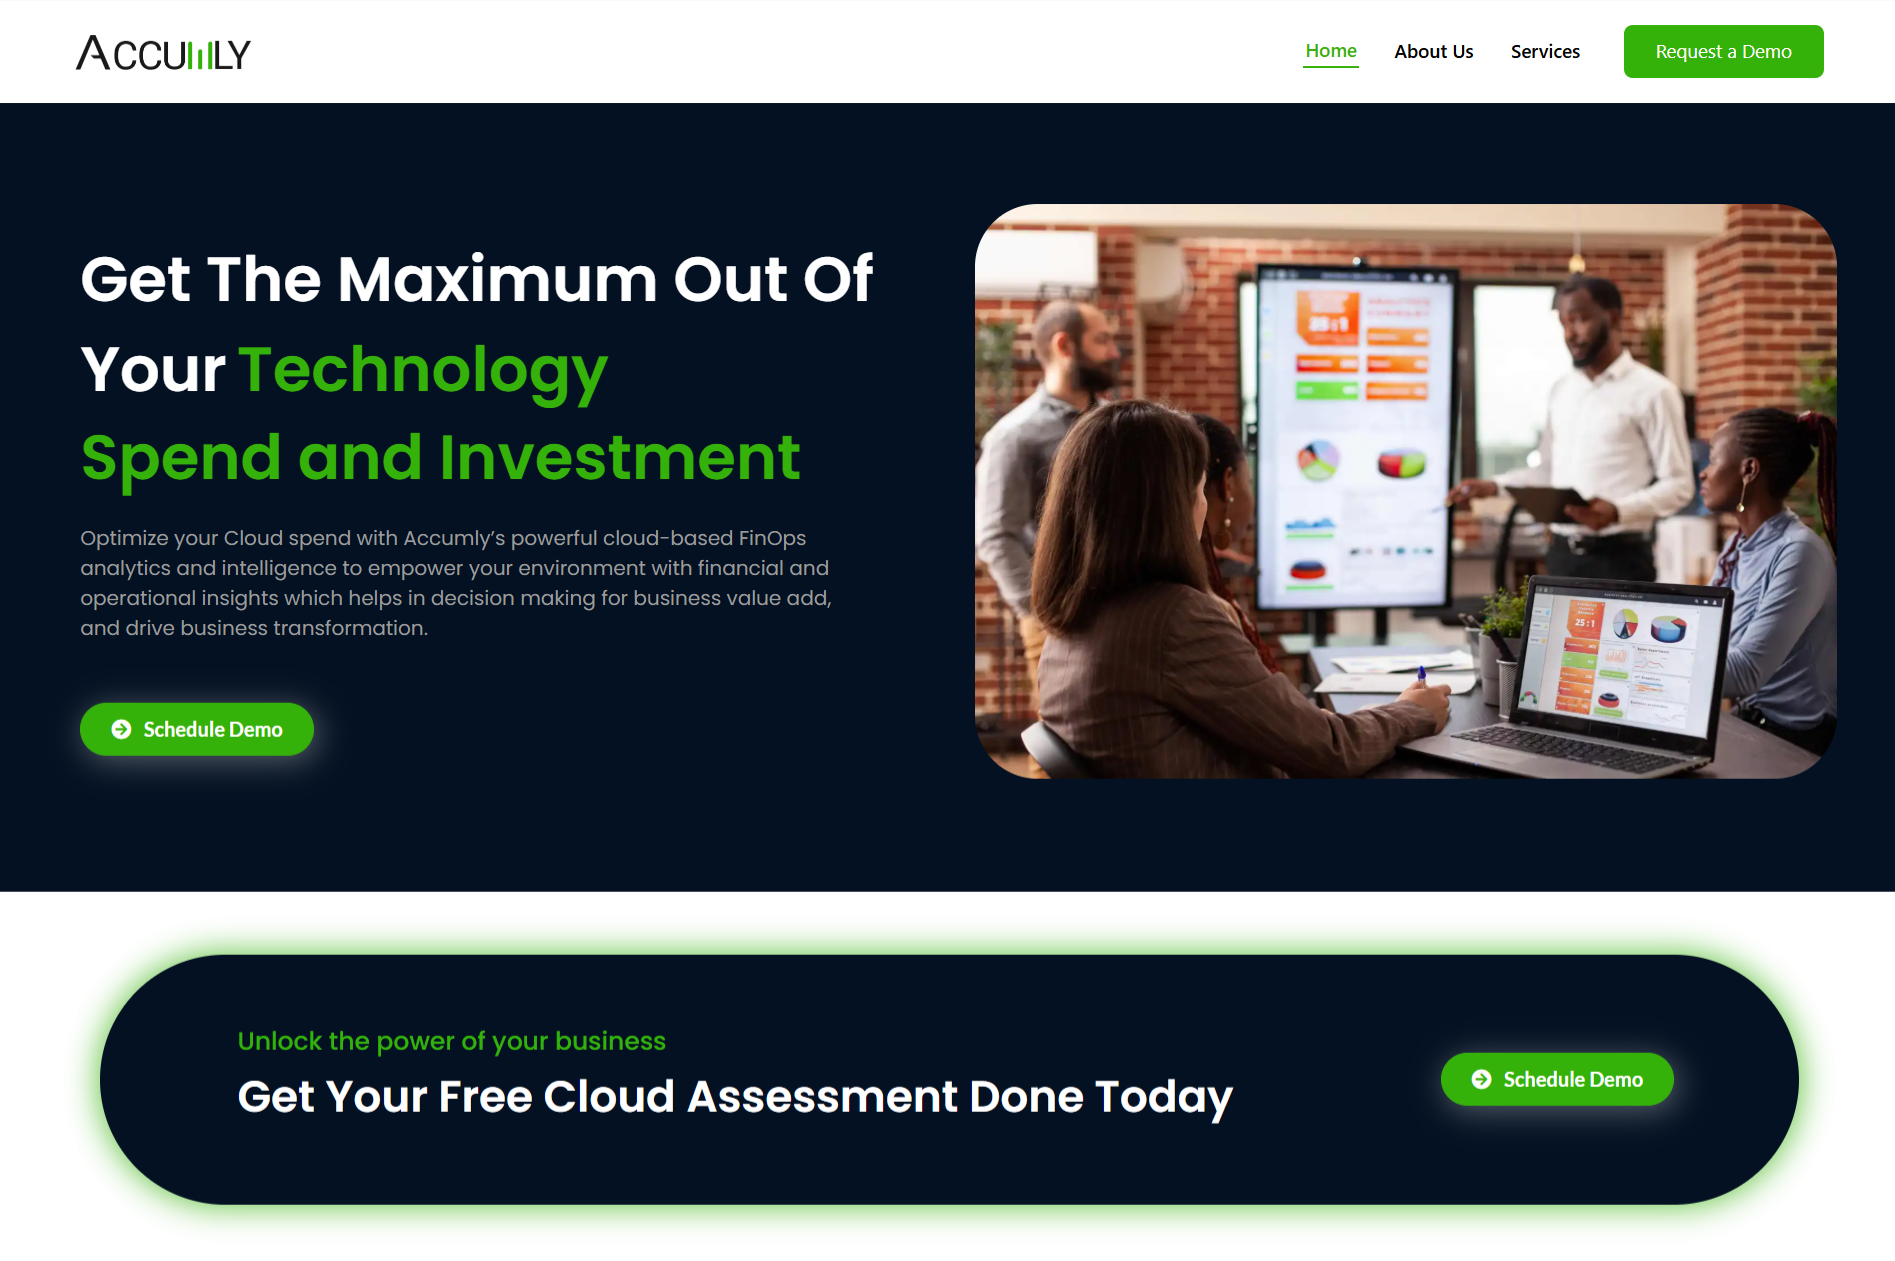 ACCUMLY
Home
About Us
Services
Request a Demo
Get The Maximum Out Of
Your Technology
Spend and Investment
Optimize your Cloud spend with Accumly’s powerful cloud-based FinOps
analytics and intelligence to empower your environment with financial and
operational insights which helps in decision making for business value add,
and drive business transformation.
Schedule Demo
25:1
25:1
Unlock the power of your business
Get Your Free Cloud Assessment Done Today
Schedule Demo